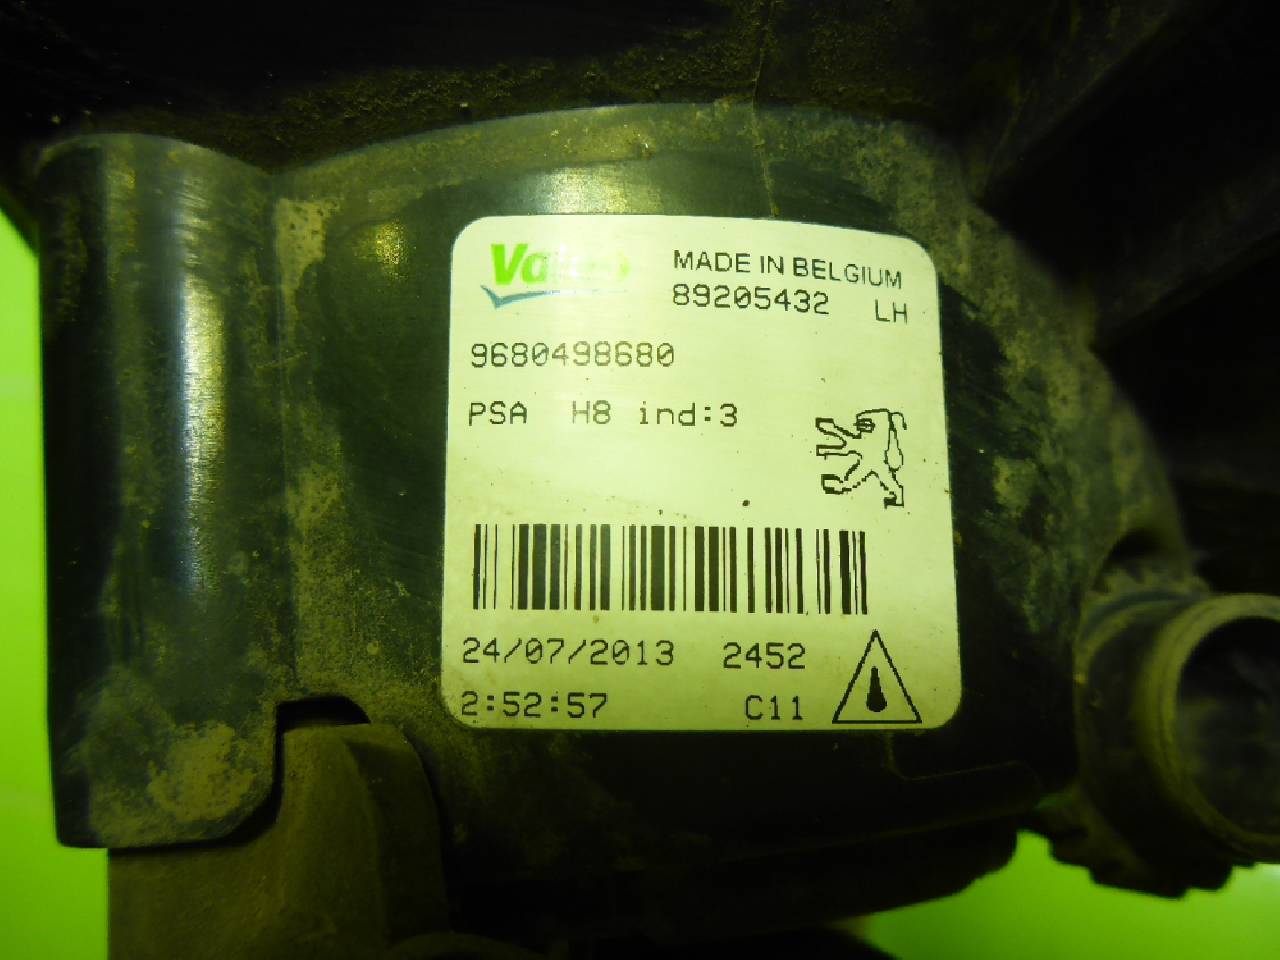 Valeo
MADE IN BELGIUM
89205432 LH
9680498680
PSA H8 ind:3
24/07/2013 2452
2:52:57 C11